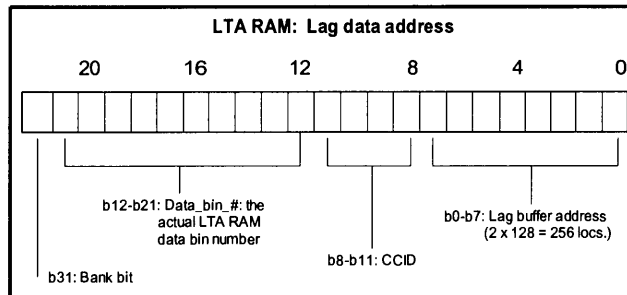 LTA RAM: Lag data address
20 16 12 8 4 0
b12-b21: Data_bin_#: the
actual LTA RAM
data bin number
b0-b7: Lag buffer address
(2 x 128 = 256 locs.)
b8-b11: CCID
b31: Bank bit